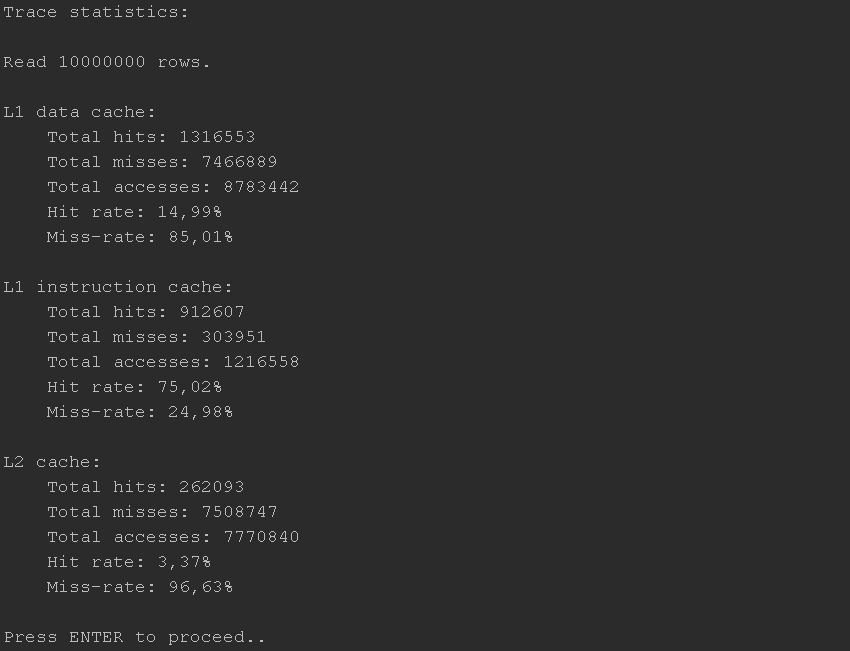 Trace statistics:
Read 10000000 rows.
L1 data cache:
Total hits: 1316553
Total misses: 7466889
Total accesses: 8783442
Hit rate: 14,99%
Miss-rate: 85,01%
L1 instruction cache:
Total hits: 912607
Total misses: 303951
Total accesses: 1216558
Hit rate: 75,02%
Miss-rate: 24,98%
L2 cache:
Total hits: 262093
Total misses: 7508747
Total accesses: 7770840
Hit rate: 3,37%
Miss-rate: 96,63%
Press ENTER to proceed..